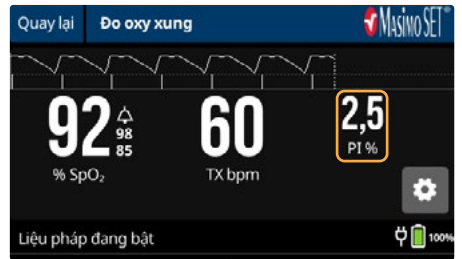 Quay lại Đo oxy xung Masimo SET®
92 98 60 2,5
85
% SpO₂ TX bpm PI %
Liệu pháp đang bật 100%